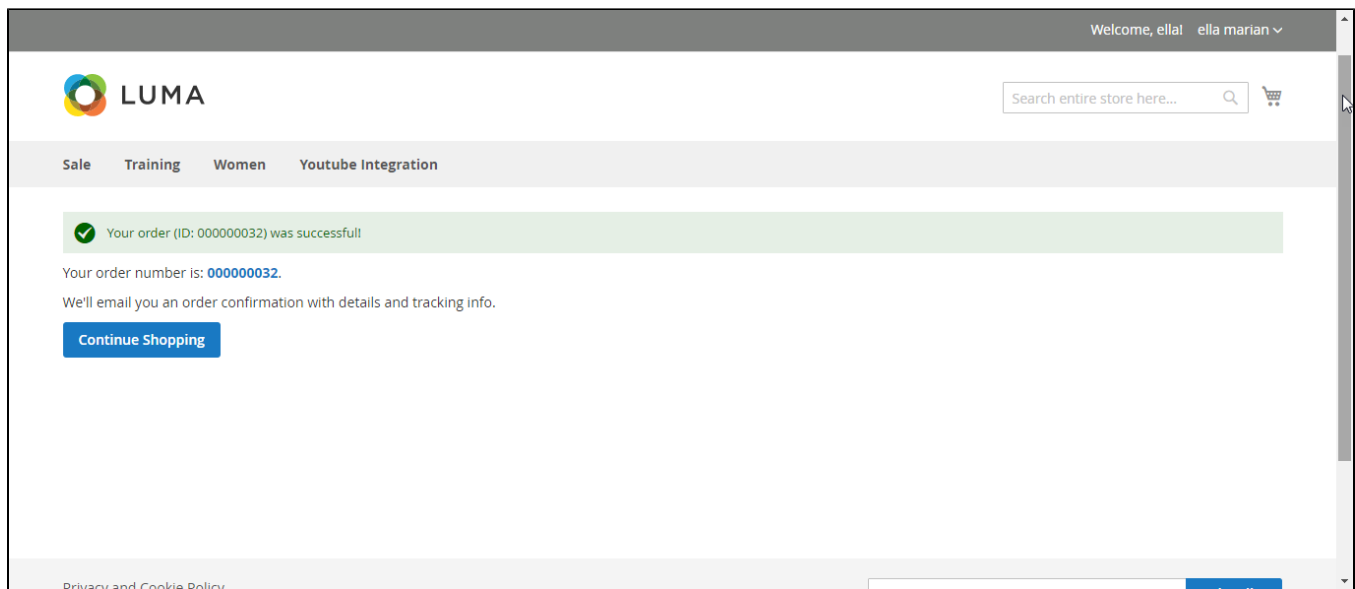 Welcome, ella! ella marian
LUMA
Search entire store here...
Sale Training Women Youtube Integration
Your order (ID: 000000032) was successful!
Your order number is: 000000032.
We'll email you an order confirmation with details and tracking info.
Continue Shopping
Privacy and Cookie Policy